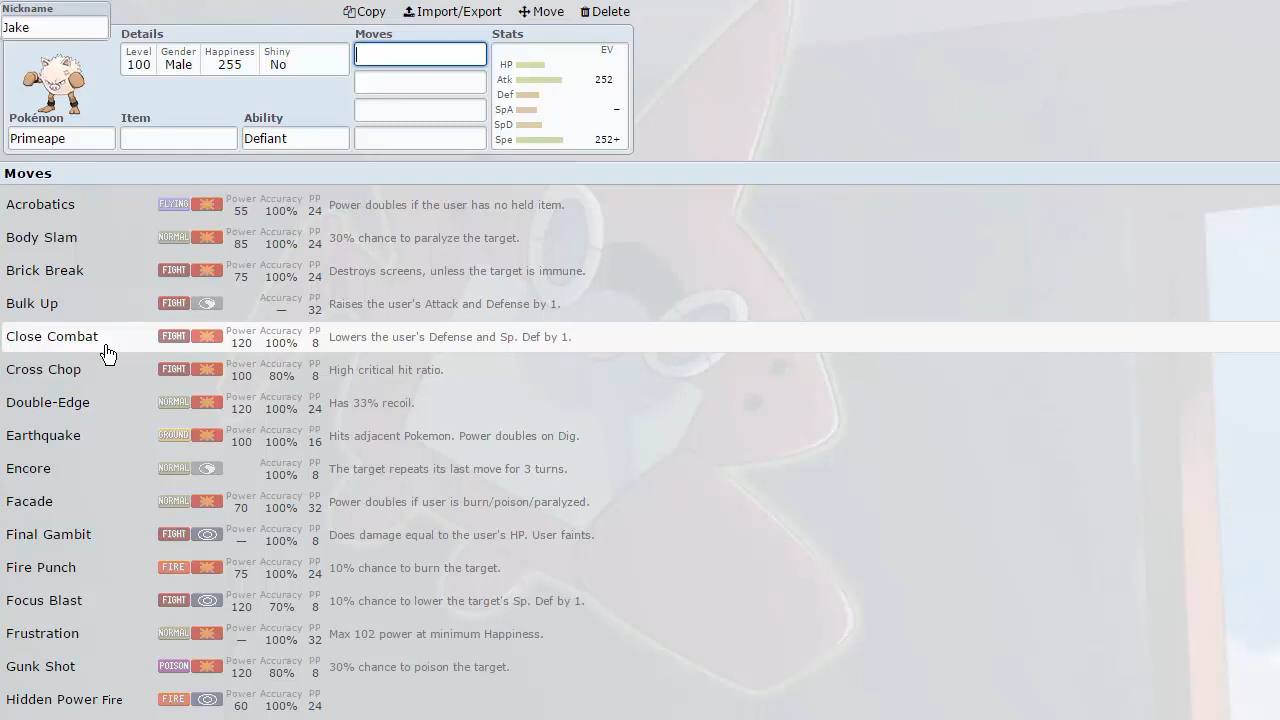 Nickname
Jake
Copy Import/Export Move Delete
Details
Level Gender Happiness Shiny
100 Male 255 No
Moves
Stats
EV
HP
Atk 252
Def
SpA –
SpD
Spe 252+
Pokémon Item Ability
Primeape Defiant
Moves
Acrobatics FLYING Power 55 Accuracy 100% PP 24 Power doubles if the user has no held item.
Body Slam NORMAL Power 85 Accuracy 100% PP 24 30% chance to paralyze the target.
Brick Break FIGHT Power 75 Accuracy 100% PP 24 Destroys screens, unless the target is immune.
Bulk Up FIGHT Accuracy — PP 32 Raises the user's Attack and Defense by 1.
Close Combat FIGHT Power 120 Accuracy 100% PP 8 Lowers the user's Defense and Sp. Def by 1.
Cross Chop FIGHT Power 100 Accuracy 80% PP 8 High critical hit ratio.
Double-Edge NORMAL Power 120 Accuracy 100% PP 24 Has 33% recoil.
Earthquake GROUND Power 100 Accuracy 100% PP 16 Hits adjacent Pokemon. Power doubles on Dig.
Encore NORMAL Accuracy 100% PP 8 The target repeats its last move for 3 turns.
Facade NORMAL Power 70 Accuracy 100% PP 32 Power doubles if user is burn/poison/paralyzed.
Final Gambit FIGHT Power — Accuracy 100% PP 8 Does damage equal to the user's HP. User faints.
Fire Punch FIRE Power 75 Accuracy 100% PP 24 10% chance to burn the target.
Focus Blast FIGHT Power 120 Accuracy 70% PP 8 10% chance to lower the target's Sp. Def by 1.
Frustration NORMAL Power — Accuracy 100% PP 32 Max 102 power at minimum Happiness.
Gunk Shot POISON Power 120 Accuracy 80% PP 8 30% chance to poison the target.
Hidden Power Fire FIRE Power 60 Accuracy 100% PP 24